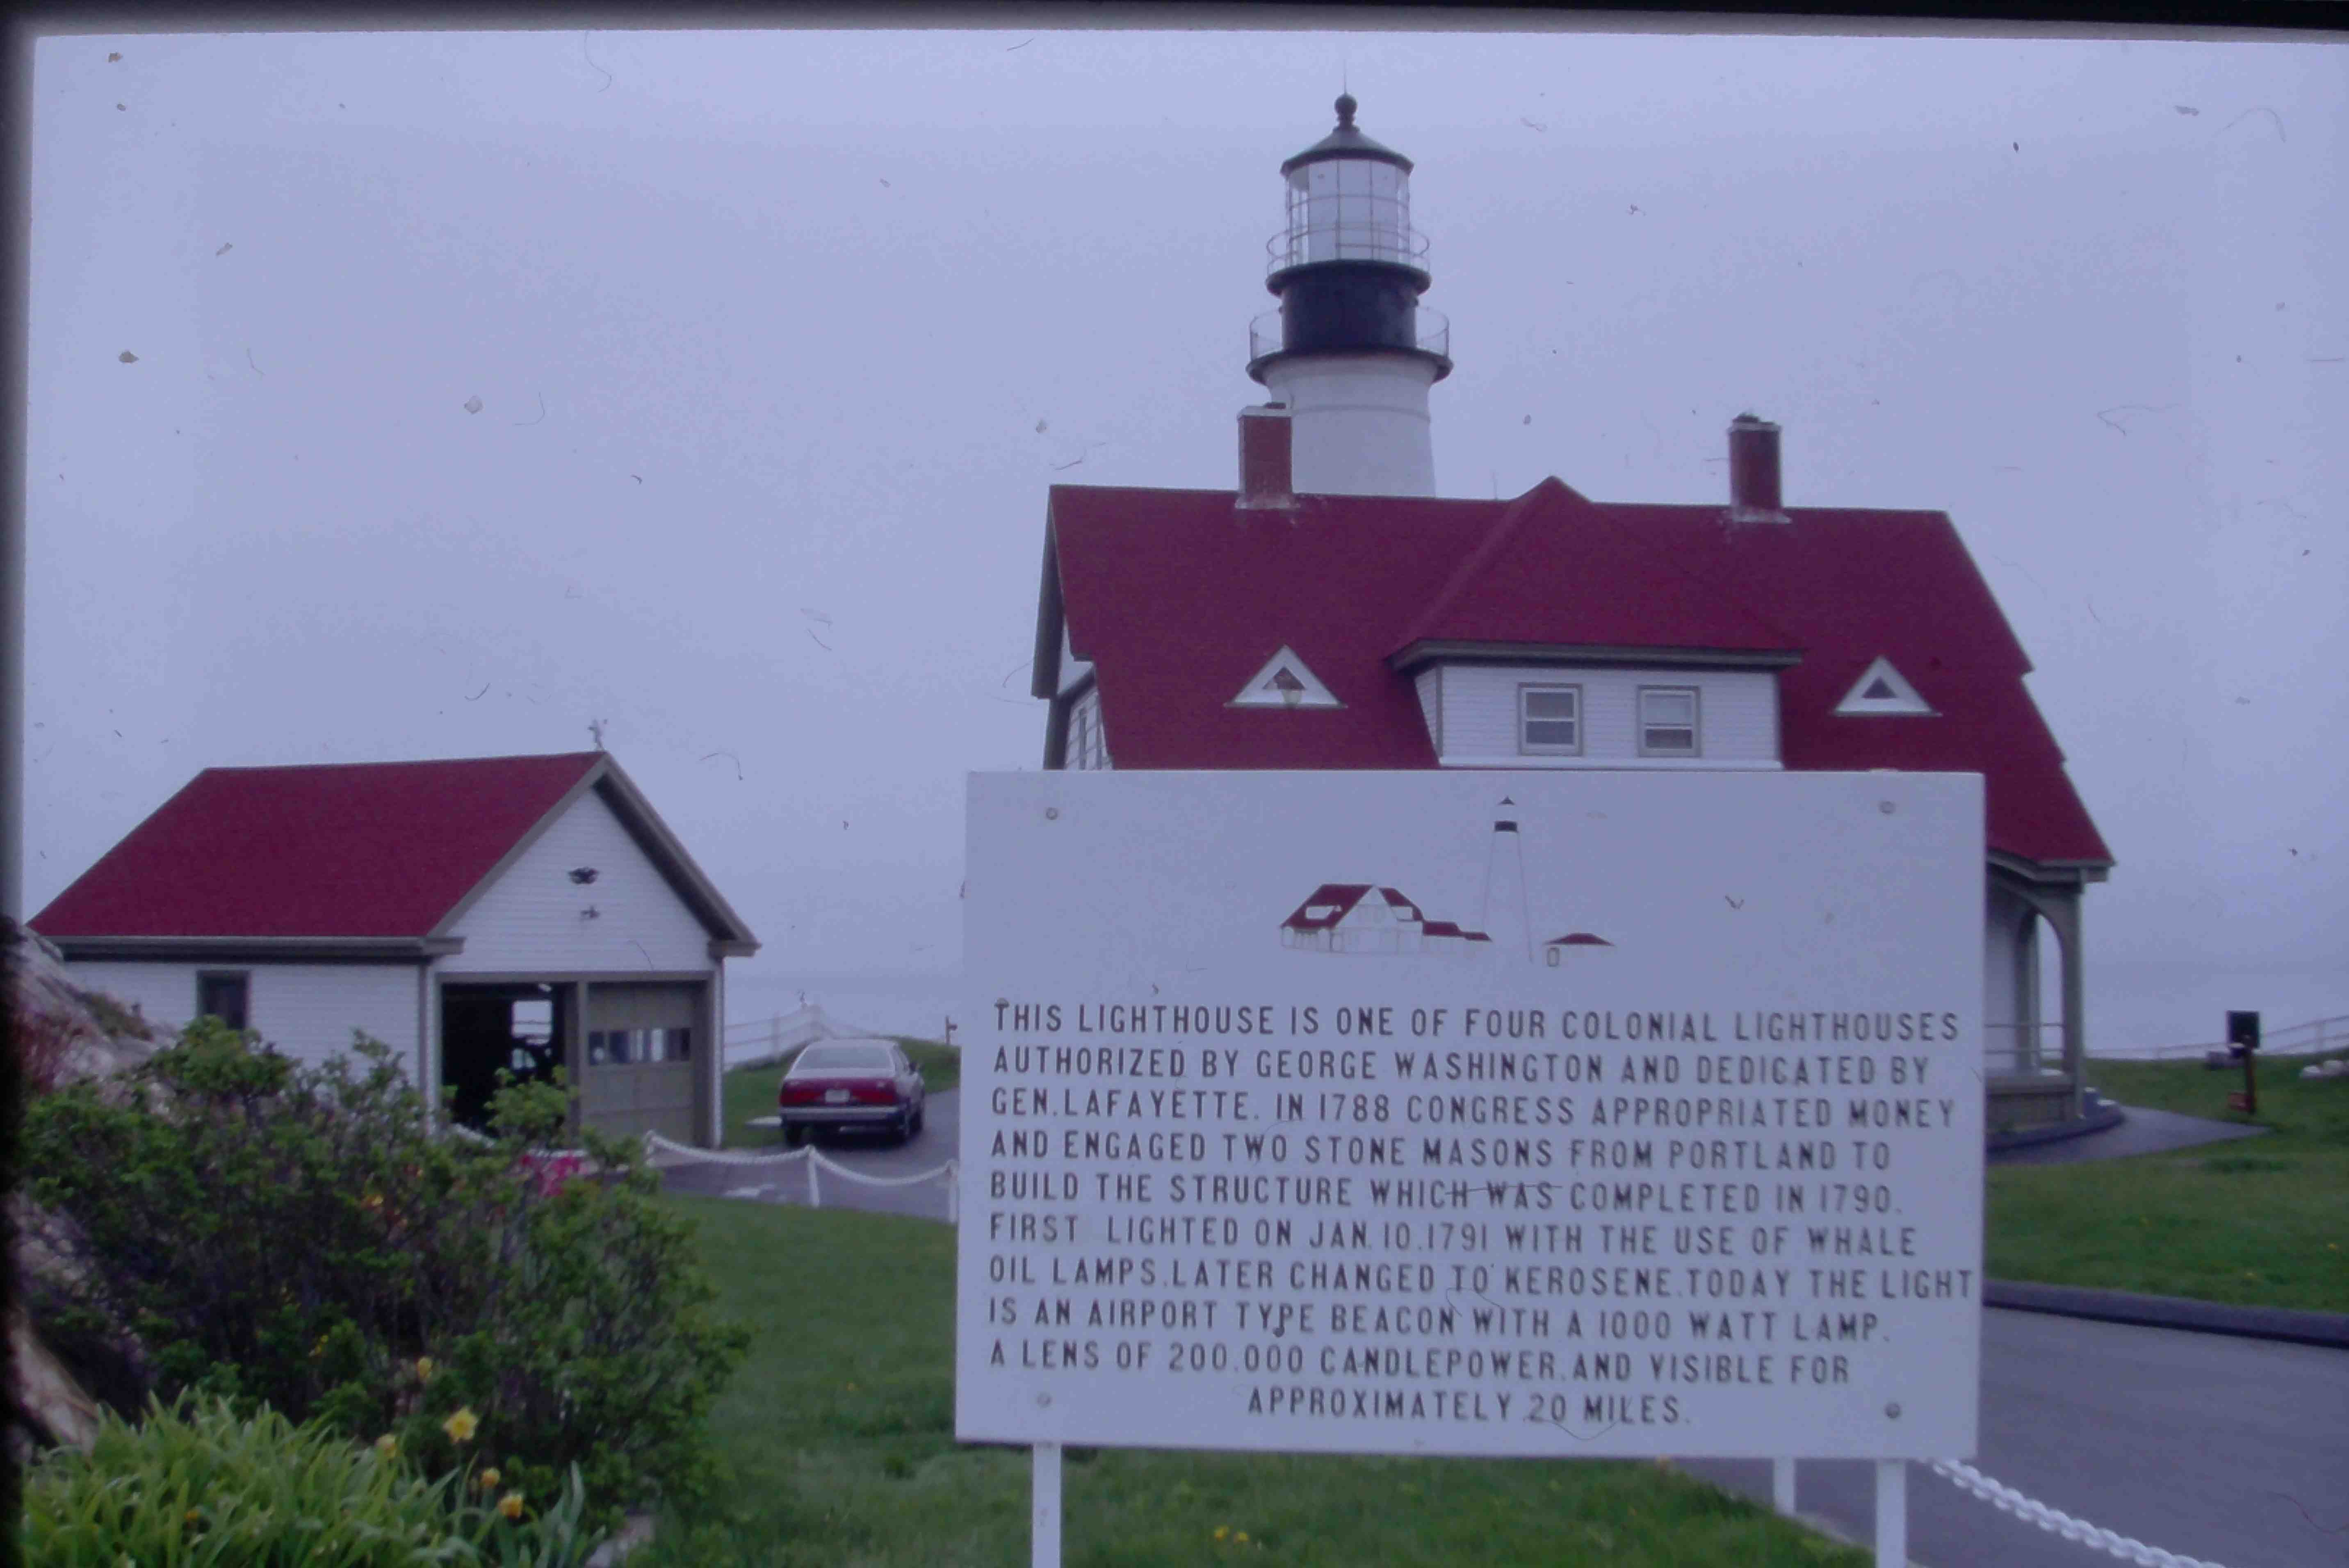 THIS LIGHTHOUSE IS ONE OF FOUR COLONIAL LIGHTHOUSES
AUTHORIZED BY GEORGE WASHINGTON AND DEDICATED BY
GEN.LAFAYETTE. IN 1788 CONGRESS APPROPRIATED MONEY
AND ENGAGED TWO STONE MASONS FROM PORTLAND TO
BUILD THE STRUCTURE WHICH WAS COMPLETED IN 1790.
FIRST LIGHTED ON JAN.10.1791 WITH THE USE OF WHALE
OIL LAMPS.LATER CHANGED TO KEROSENE.TODAY THE LIGHT
IS AN AIRPORT TYPE BEACON WITH A 1000 WATT LAMP.
A LENS OF 200.000 CANDLEPOWER.AND VISIBLE FOR
APPROXIMATELY 20 MILES.